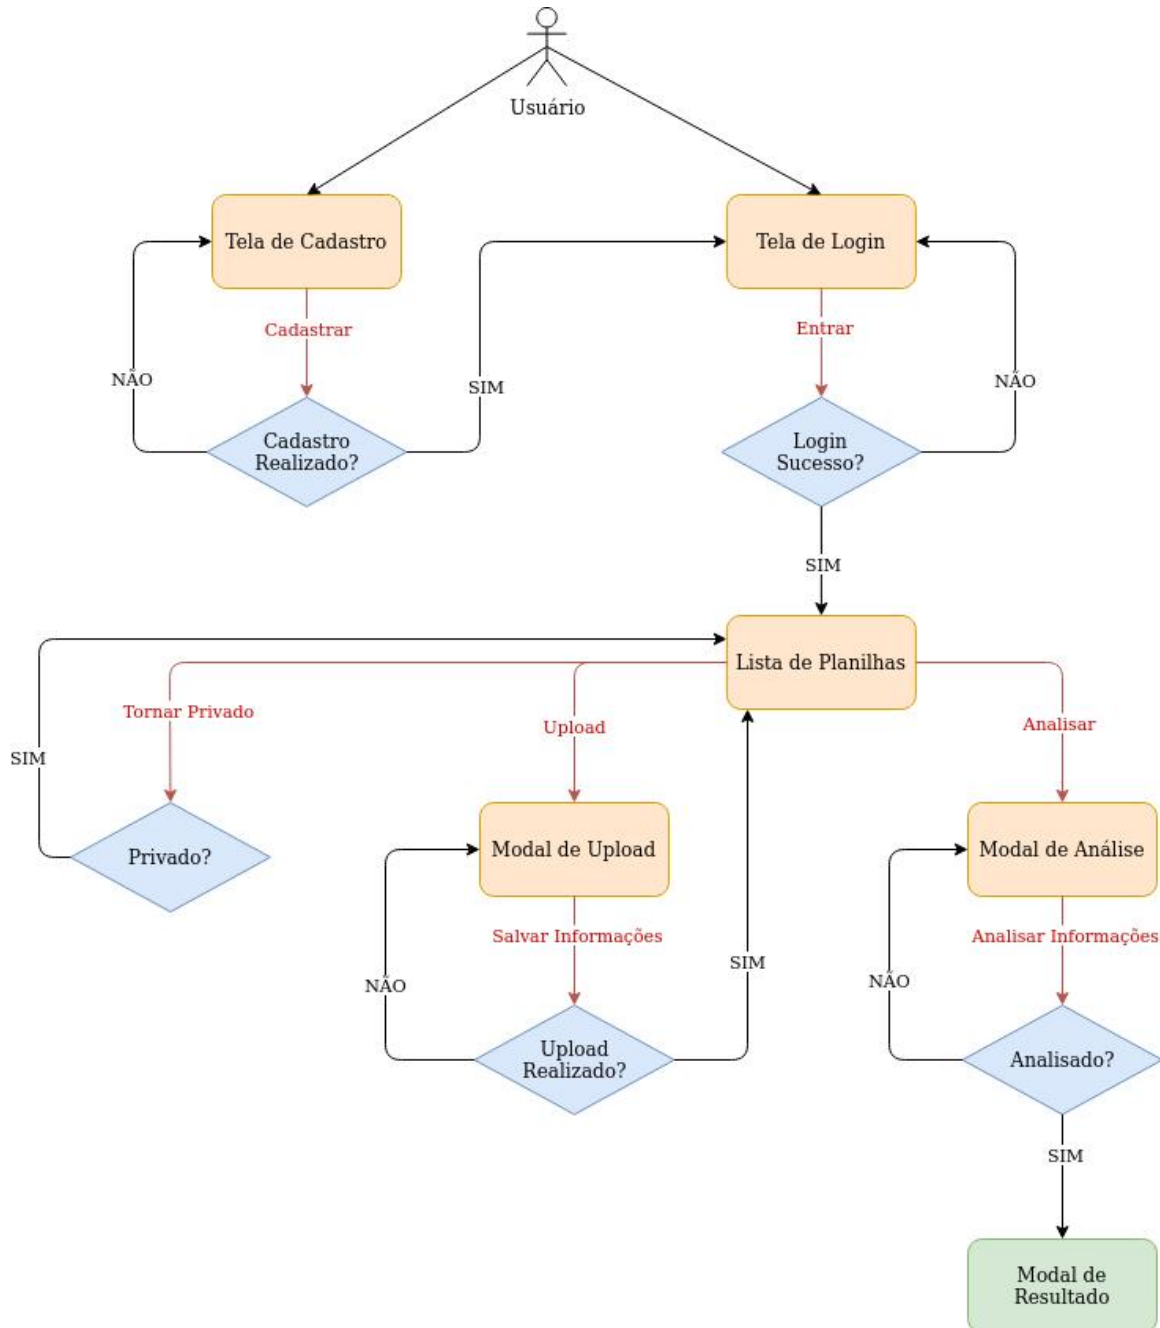 Usuário
Tela de Cadastro
Tela de Login
Cadastrar
Entrar
NÃO
SIM
NÃO
Cadastro
Realizado?
Login
Sucesso?
SIM
Lista de Planilhas
Tornar Privado
Upload
Analisar
SIM
Privado?
Modal de Upload
Modal de Análise
Salvar Informações
Analisar Informações
NÃO
SIM
NÃO
Upload
Realizado?
Analisado?
SIM
Modal de
Resultado